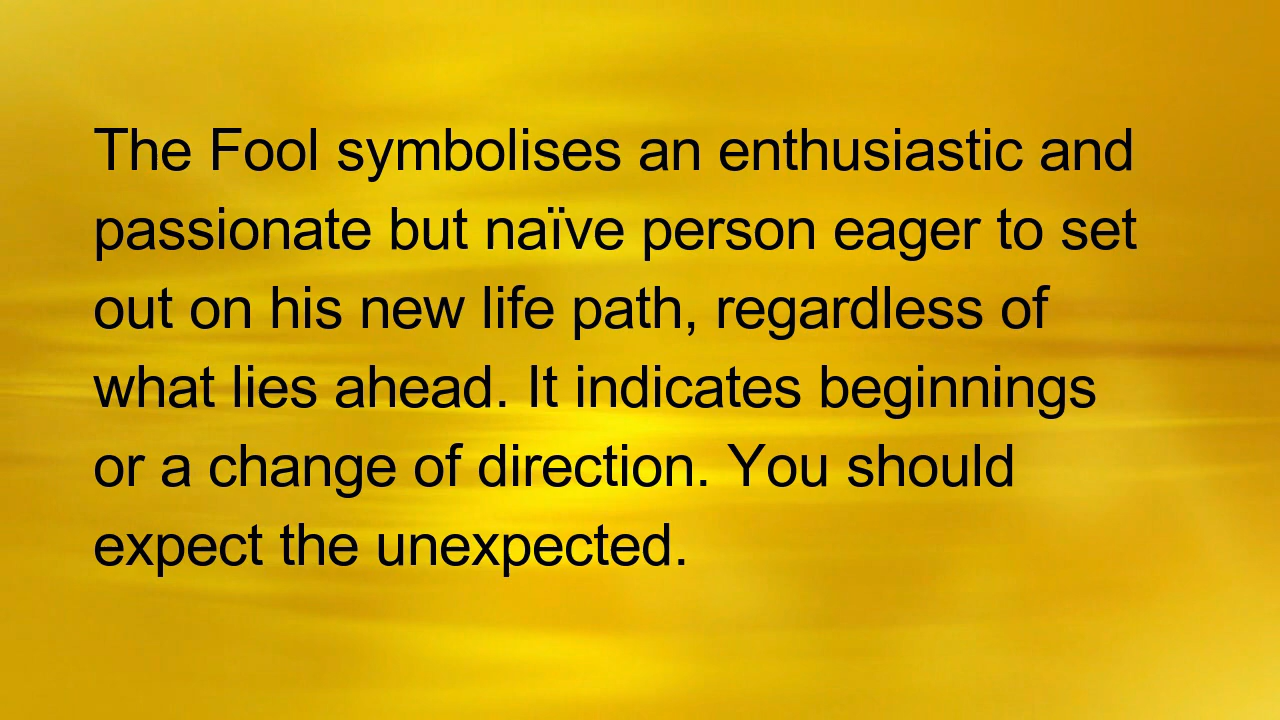 The Fool symbolises an enthusiastic and
passionate but naïve person eager to set
out on his new life path, regardless of
what lies ahead. It indicates beginnings
or a change of direction. You should
expect the unexpected.